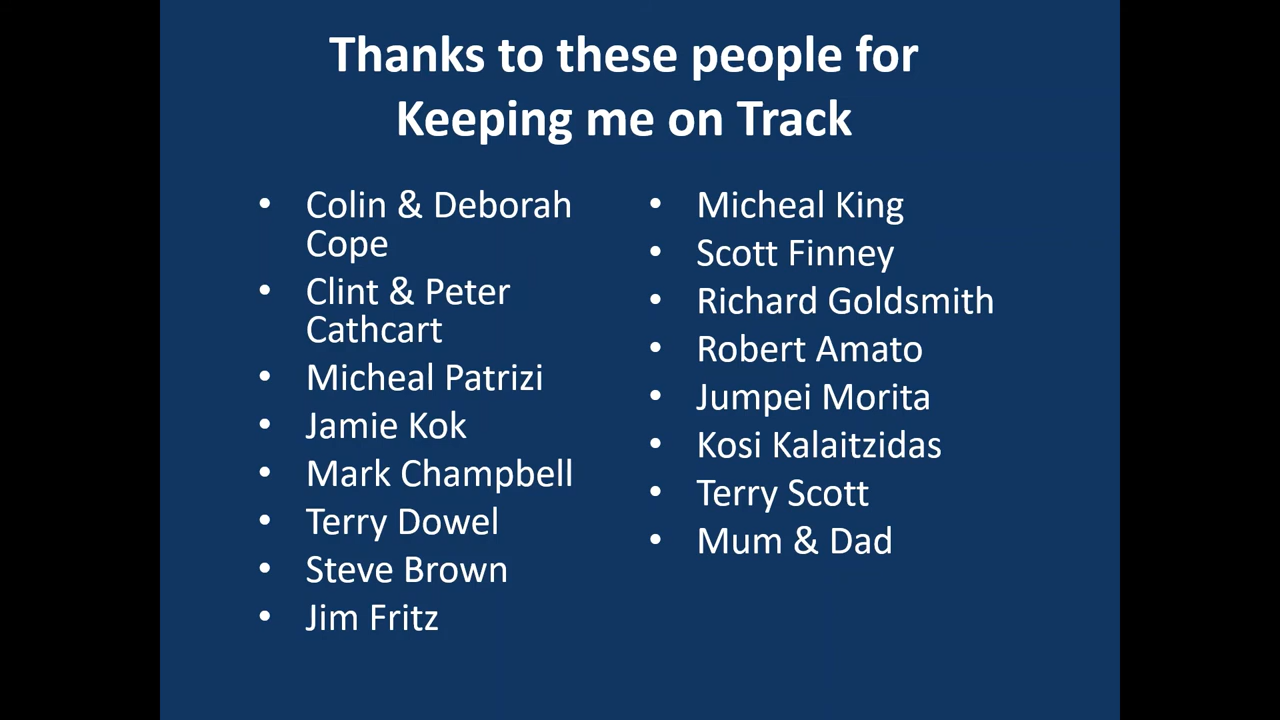 Thanks to these people for
Keeping me on Track
• Colin & Deborah
Cope
• Clint & Peter
Cathcart
• Micheal Patrizi
• Jamie Kok
• Mark Champbell
• Terry Dowel
• Steve Brown
• Jim Fritz
• Micheal King
• Scott Finney
• Richard Goldsmith
• Robert Amato
• Jumpei Morita
• Kosi Kalaitzidas
• Terry Scott
• Mum & Dad